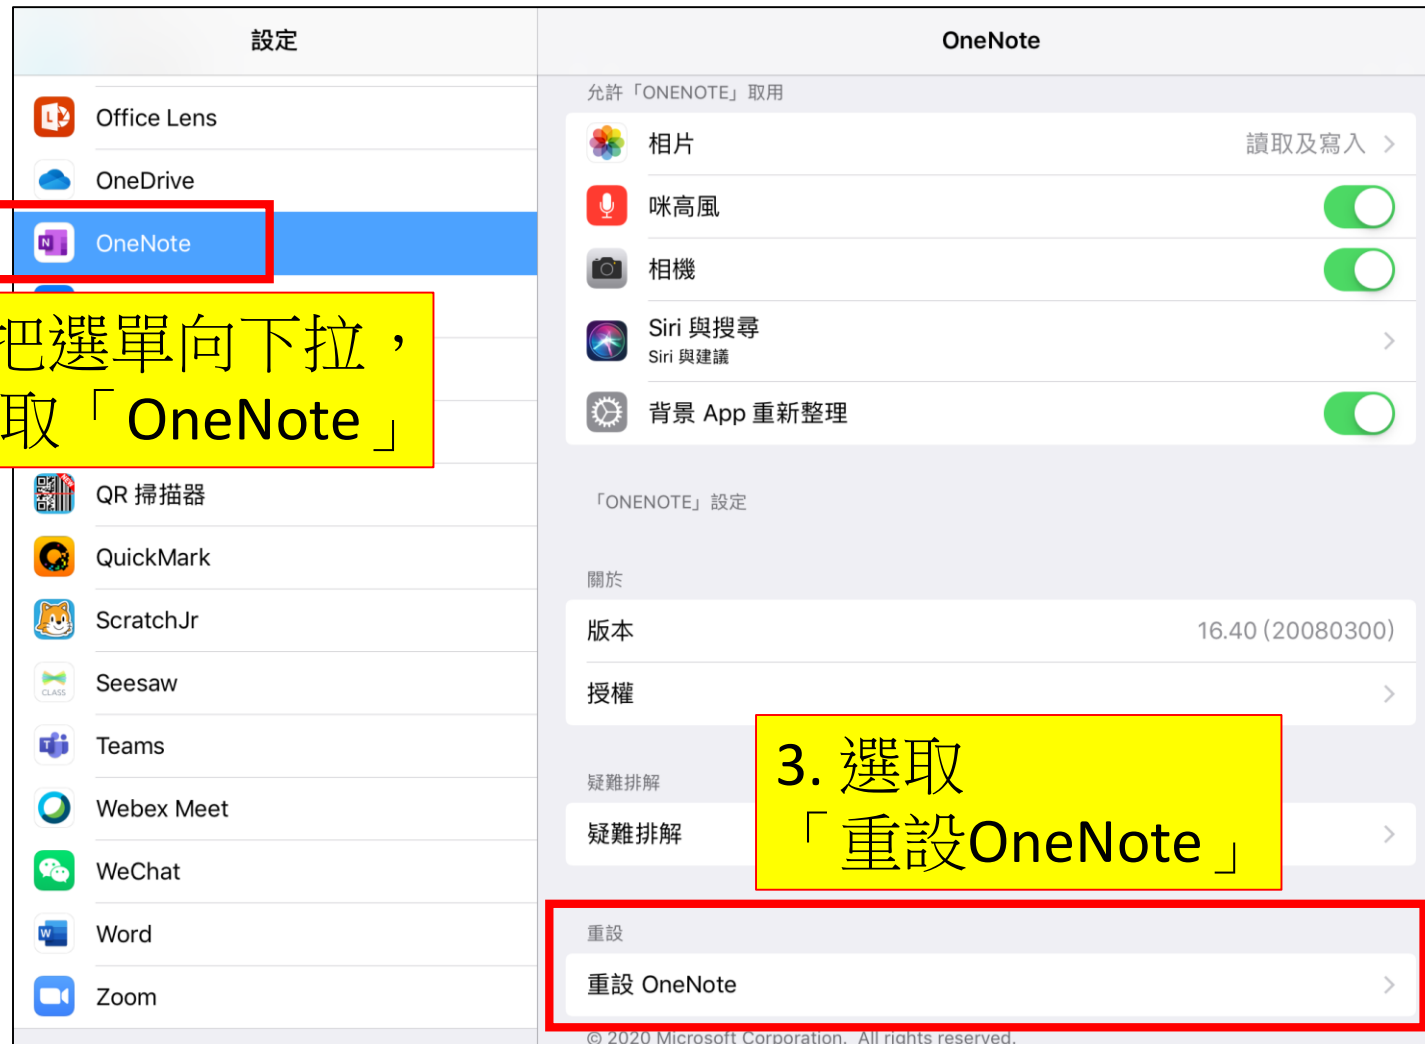 設定
Office Lens
OneDrive
OneNote
把選單向下拉，
取「OneNote」
QR 掃描器
QuickMark
ScratchJr
Seesaw
Teams
Webex Meet
WeChat
Word
Zoom
OneNote
允許「ONENOTE」取用
相片
讀取及寫入
咪高風
相機
Siri 與搜尋
Siri 與建議
背景 App 重新整理
「ONENOTE」設定
關於
版本
16.40 (20080300)
授權
疑難排解
疑難排解
3. 選取
「重設OneNote」
重設
重設 OneNote
© 2020 Microsoft Corporation. All rights reserved.